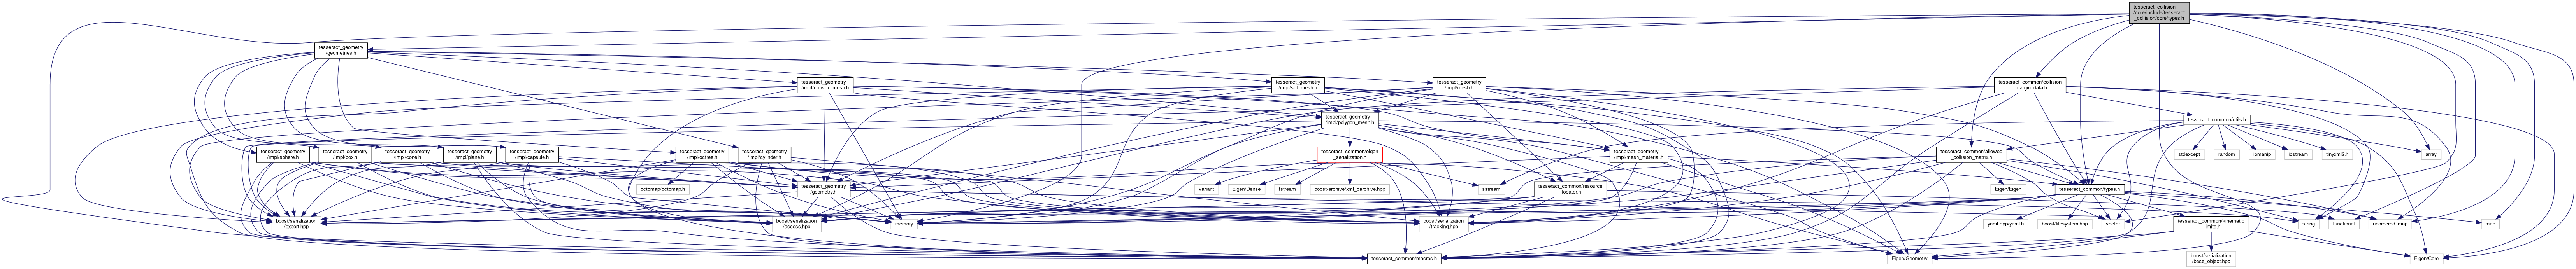 tesseract_collision
/core/include/tesseract
_collision/core/types.h
tesseract_geometry
/geometries.h
tesseract_geometry
/impl/convex_mesh.h
tesseract_geometry
/impl/sdf_mesh.h
tesseract_geometry
/impl/mesh.h
tesseract_common/collision
_margin_data.h
tesseract_geometry
/impl/polygon_mesh.h
tesseract_common/utils.h
tesseract_geometry
/impl/sphere.h
tesseract_geometry
/impl/box.h
tesseract_geometry
/impl/cone.h
tesseract_geometry
/impl/plane.h
tesseract_geometry
/impl/capsule.h
tesseract_geometry
/impl/octree.h
tesseract_geometry
/impl/cylinder.h
tesseract_common/eigen
_serialization.h
tesseract_geometry
/impl/mesh_material.h
tesseract_common/allowed
_collision_matrix.h
stdexcept
random
iomanip
iostream
tinyxml2.h
array
octomap/octomap.h
tesseract_geometry
/geometry.h
variant
Eigen/Dense
fstream
boost/archive/xml_oarchive.hpp
sstream
tesseract_common/resource
_locator.h
Eigen/Eigen
tesseract_common/types.h
boost/serialization
/export.hpp
boost/serialization
/access.hpp
memory
boost/serialization
/tracking.hpp
yaml-cpp/yaml.h
boost/filesystem.hpp
vector
tesseract_common/kinematic
_limits.h
string
functional
unordered_map
map
tesseract_common/macros.h
Eigen/Geometry
boost/serialization
/base_object.hpp
Eigen/Core